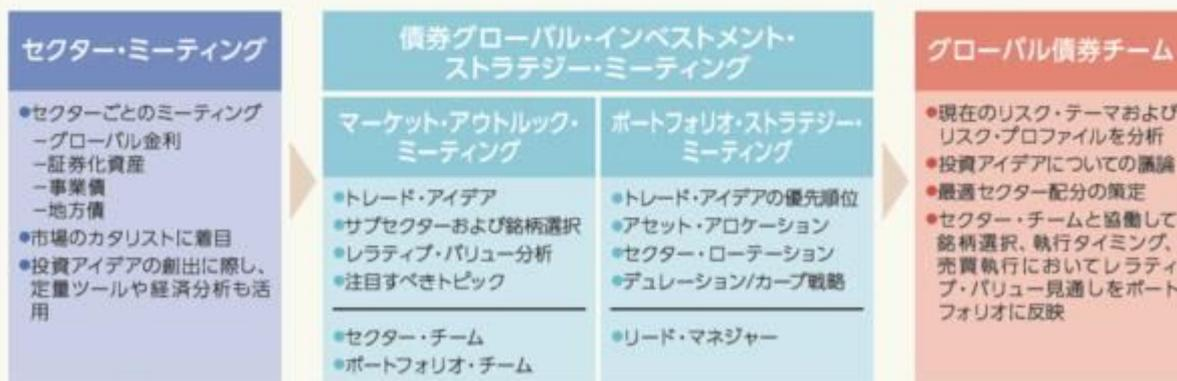 セクター・ミーティング
●セクターごとのミーティング
－グローバル金利
－証券化資産
－事業債
－地方債
●市場のカタリストに着目
●投資アイデアの創出に際し、
定量ツールや経済分析も活
用
債券グローバル・インベストメント・
ストラテジー・ミーティング
マーケット・アウトルック・
ミーティング
●トレード・アイデア
●サブセクターおよび銘柄選択
●レラティブ・バリュー分析
●注目すべきトピック
●セクター・チーム
●ポートフォリオ・チーム
ポートフォリオ・ストラテジー・
ミーティング
●トレード・アイデアの優先順位
●アセット・アロケーション
●セクター・ローテーション
●デュレーション/カーブ戦略
●リード・マネジャー
グローバル債券チーム
●現在のリスク・テーマおよび
リスク・プロファイルを分析
●投資アイデアについての議論
●最適セクター配分の策定
●セクター・チームと協働して
銘柄選択、執行タイミング、
売買執行においてレラティ
ブ・バリュー見通しをポート
フォリオに反映